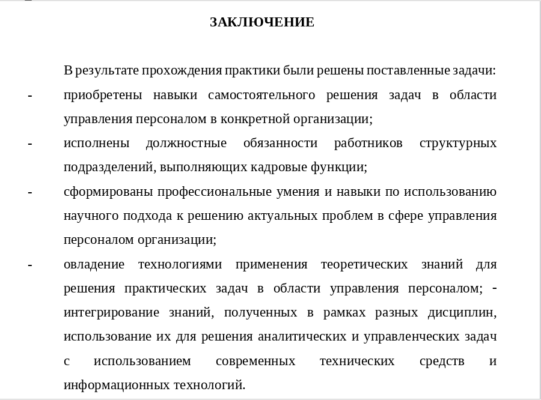 ЗАКЛЮЧЕНИЕ
В результате прохождения практики были решены поставленные задачи:
- приобретены навыки самостоятельного решения задач в области
управления персоналом в конкретной организации;
- исполнены должностные обязанности работников структурных
подразделений, выполняющих кадровые функции;
- сформированы профессиональные умения и навыки по использованию
научного подхода к решению актуальных проблем в сфере управления
персоналом организации;
- овладение технологиями применения теоретических знаний для
решения практических задач в области управления персоналом; -
интегрирование знаний, полученных в рамках разных дисциплин,
использование их для решения аналитических и управленческих задач
с использованием современных технических средств и
информационных технологий.